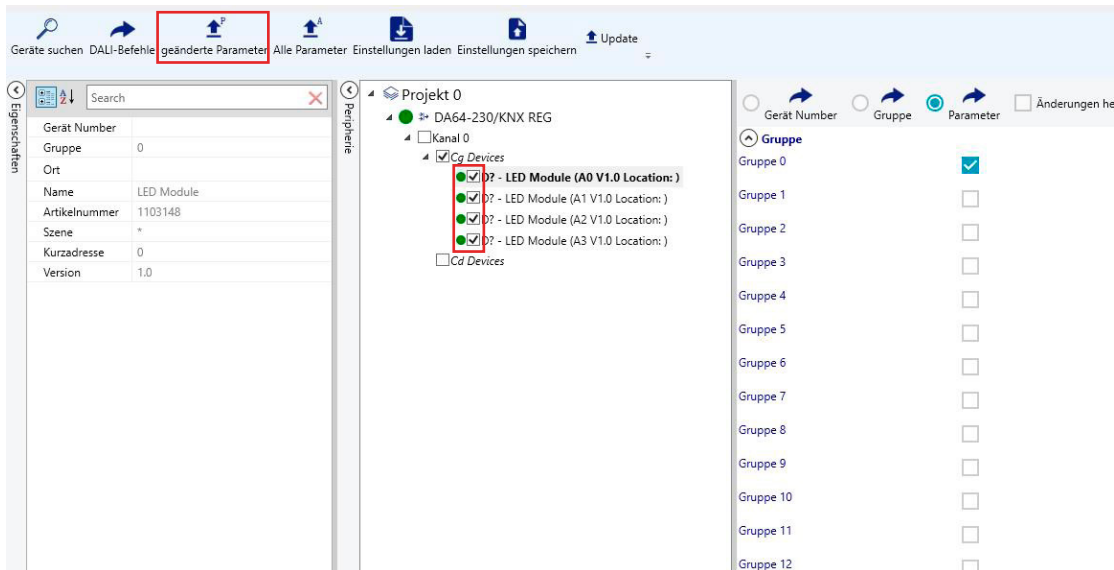 Geräte suchen DALI-Befehle geänderte Parameter Alle Parameter Einstellungen laden Einstellungen speichern Update
P
A
Eigenschaften
Search
Gerät Number
Gruppe 0
Ort
Name LED Module
Artikelnummer 1103148
Szene *
Kurzadresse 0
Version 1.0
Peripherie
Projekt 0
DA64-230/KNX REG
Kanal 0
Cg Devices
D? - LED Module (A0 V1.0 Location: )
D? - LED Module (A1 V1.0 Location: )
D? - LED Module (A2 V1.0 Location: )
D? - LED Module (A3 V1.0 Location: )
Cd Devices
Gerät Number Gruppe Parameter Änderungen he
Gruppe
Gruppe 0
Gruppe 1
Gruppe 2
Gruppe 3
Gruppe 4
Gruppe 5
Gruppe 6
Gruppe 7
Gruppe 8
Gruppe 9
Gruppe 10
Gruppe 11
Gruppe 12